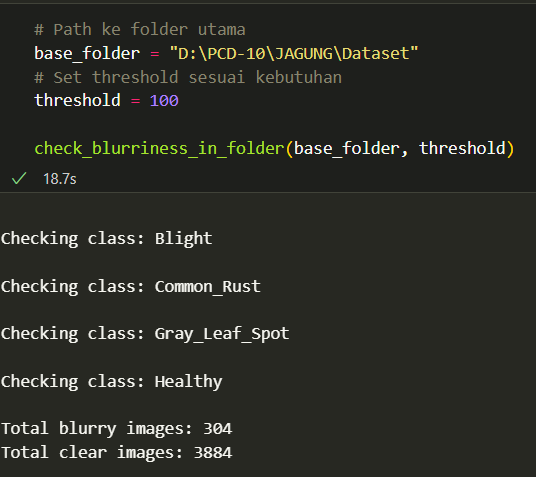 # Path ke folder utama
base_folder = "D:\PCD-10\JAGUNG\Dataset"
# Set threshold sesuai kebutuhan
threshold = 100
check_blurriness_in_folder(base_folder, threshold)
18.7s
Checking class: Blight
Checking class: Common_Rust
Checking class: Gray_Leaf_Spot
Checking class: Healthy
Total blurry images: 304
Total clear images: 3884